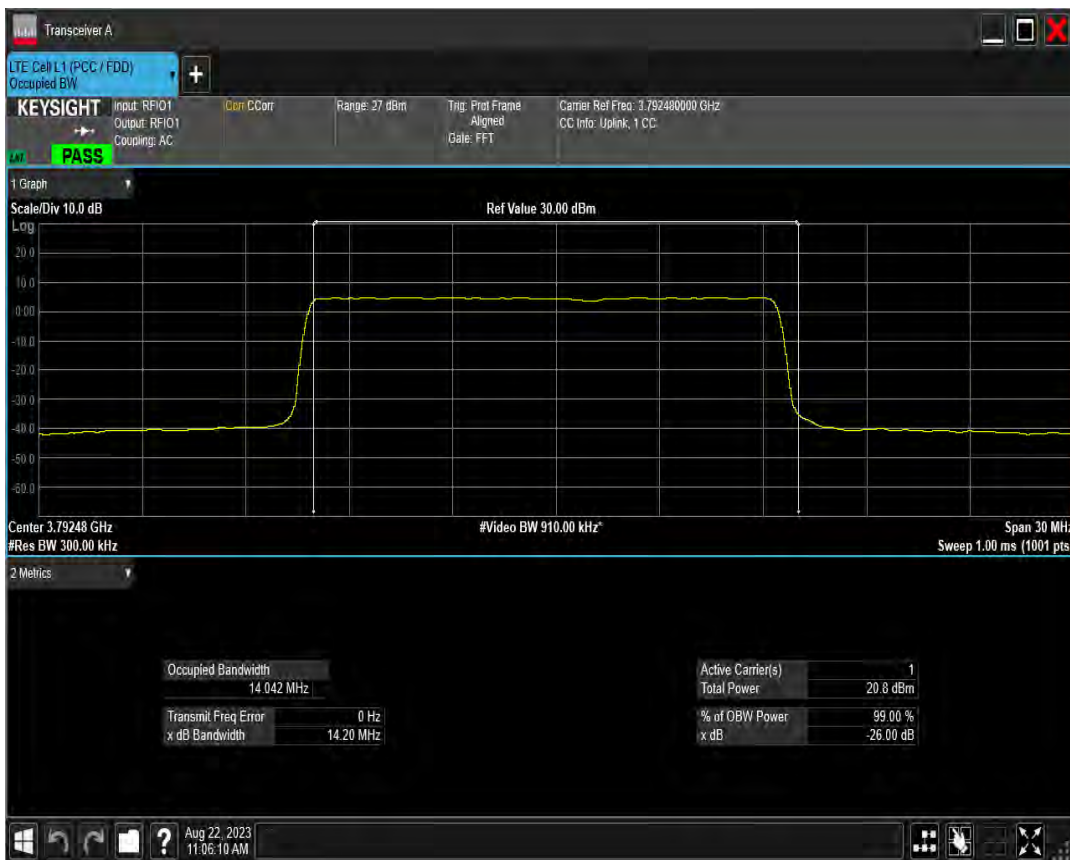 Transceiver A
LTE Cell L1 (PCC / FDD)
Occupied BW
KEYSIGHT
Input: RFIO1
Output: RFIO1
Coupling: AC
Corr CCorr
Range: 27 dBm
Trig: Prot Frame
Aligned
Gate: FFT
Carrier Ref Freq: 3.792480000 GHz
CC Info: Uplink, 1 CC
PASS
1 Graph
Scale/Div 10.0 dB
Ref Value 30.00 dBm
Log
20.0
10.0
0.00
-10.0
-20.0
-30.0
-40.0
-50.0
-60.0
Center 3.79248 GHz
#Video BW 910.00 kHz*
Span 30 MHz
#Res BW 300.00 kHz
Sweep 1.00 ms (1001 pts
2 Metrics
Occupied Bandwidth
14.042 MHz
Transmit Freq Error 0 Hz
x dB Bandwidth 14.20 MHz
Active Carrier(s) 1
Total Power 20.8 dBm
% of OBW Power 99.00 %
x dB -26.00 dB
Aug 22, 2023
11:06:10 AM